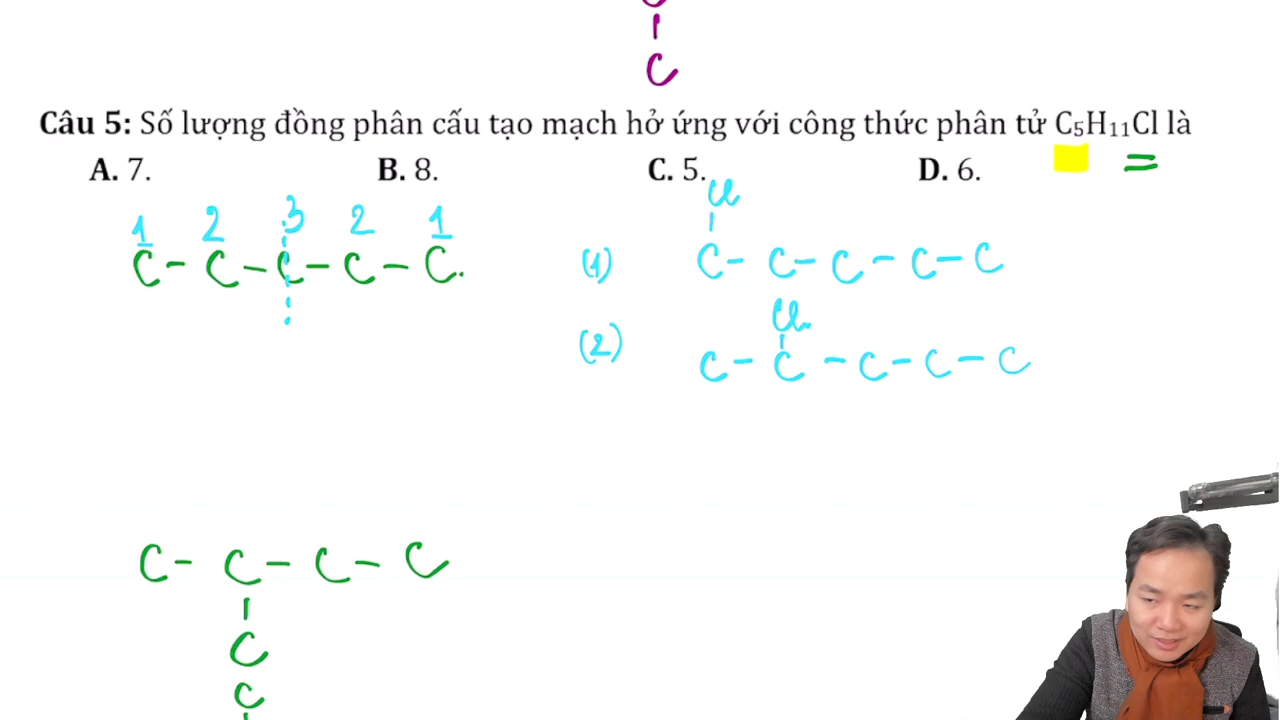 C
C
Câu 5: Số lượng đồng phân cấu tạo mạch hở ứng với công thức phân tử C₅H₁₁Cl là
A. 7. B. 8. C. 5. D. 6.
=
1 2 3 2 1
C - C - C - C - C.
Cl
(1) C - C - C - C - C
Cl
(2) C - C - C - C - C
C - C - C - C
C
C